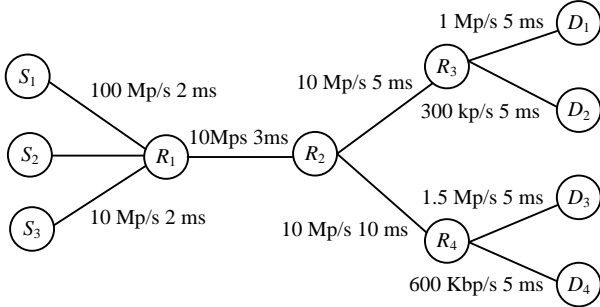 1 Mp/s 5 ms
D1
S1
R3
100 Mp/s 2 ms
10 Mp/s 5 ms
300 kp/s 5 ms
D2
10Mps 3ms
S2
R1
R2
1.5 Mp/s 5 ms
D3
S3
10 Mp/s 2 ms
10 Mp/s 10 ms
R4
600 Kbp/s 5 ms
D4